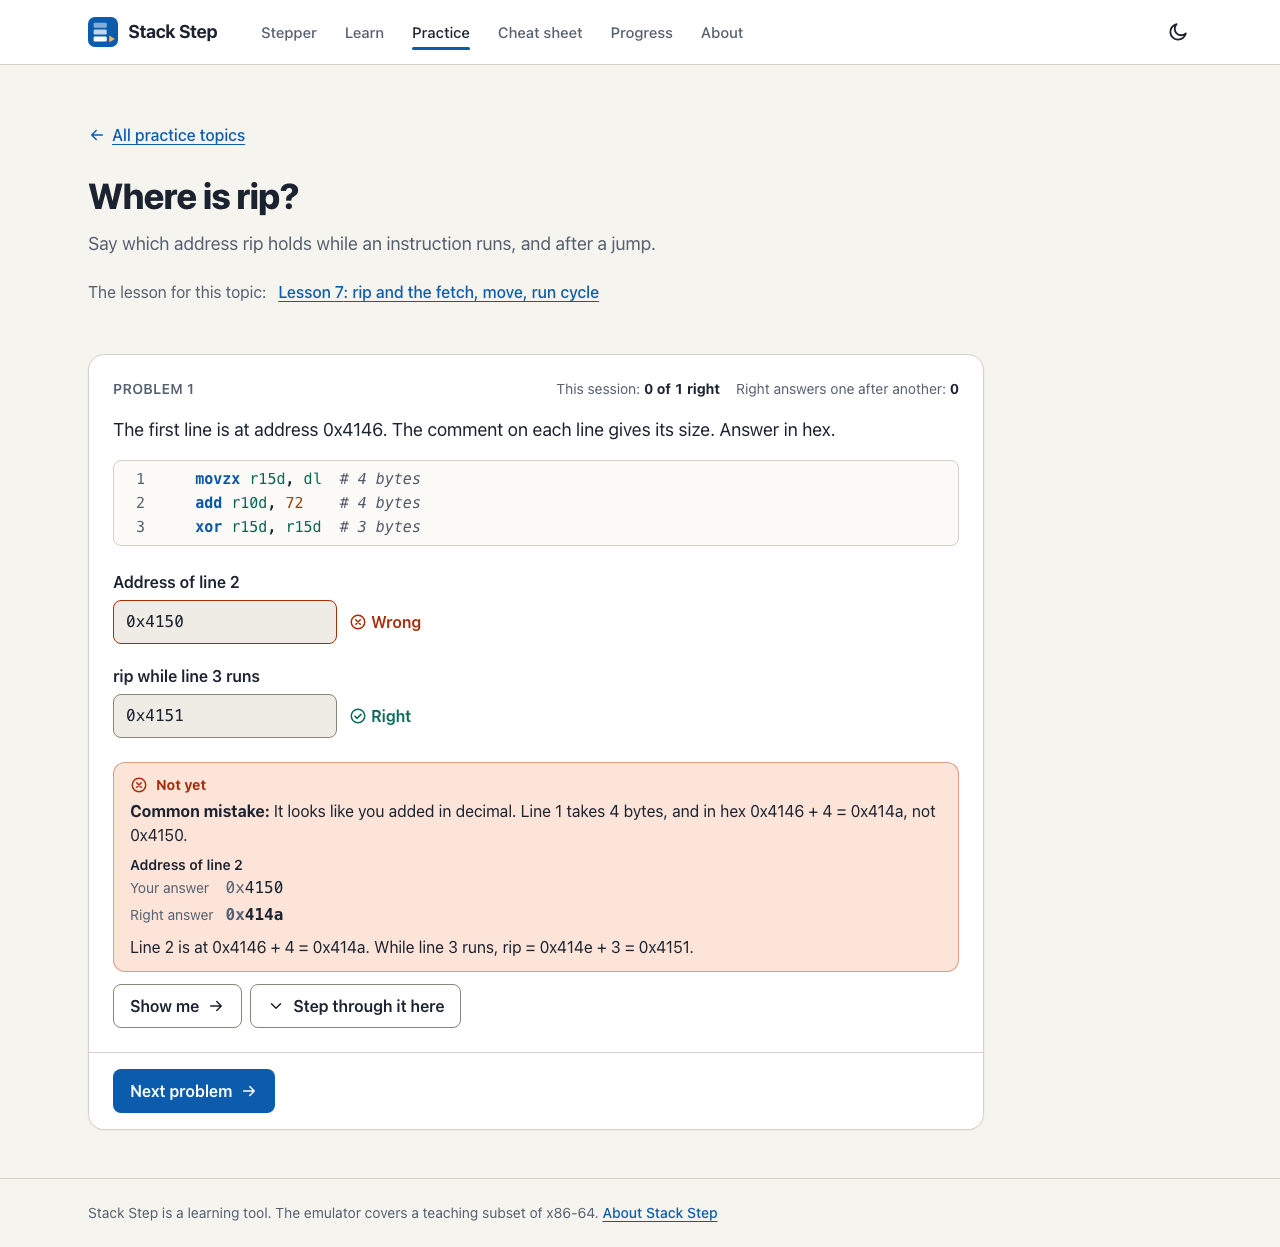 Stack Step
Stepper Learn Practice Cheat sheet Progress About
← All practice topics
Where is rip?
Say which address rip holds while an instruction runs, and after a jump.
The lesson for this topic: Lesson 7: rip and the fetch, move, run cycle
PROBLEM 1 This session: 0 of 1 right Right answers one after another: 0
The first line is at address 0x4146. The comment on each line gives its size. Answer in hex.
1 movzx r15d, dl # 4 bytes
2 add r10d, 72 # 4 bytes
3 xor r15d, r15d # 3 bytes
Address of line 2
0x4150 Wrong
rip while line 3 runs
0x4151 Right
Not yet
Common mistake: It looks like you added in decimal. Line 1 takes 4 bytes, and in hex 0x4146 + 4 = 0x414a, not
0x4150.
Address of line 2
Your answer 0x4150
Right answer 0x414a
Line 2 is at 0x4146 + 4 = 0x414a. While line 3 runs, rip = 0x414e + 3 = 0x4151.
Show me → Step through it here
Next problem →
Stack Step is a learning tool. The emulator covers a teaching subset of x86-64. About Stack Step